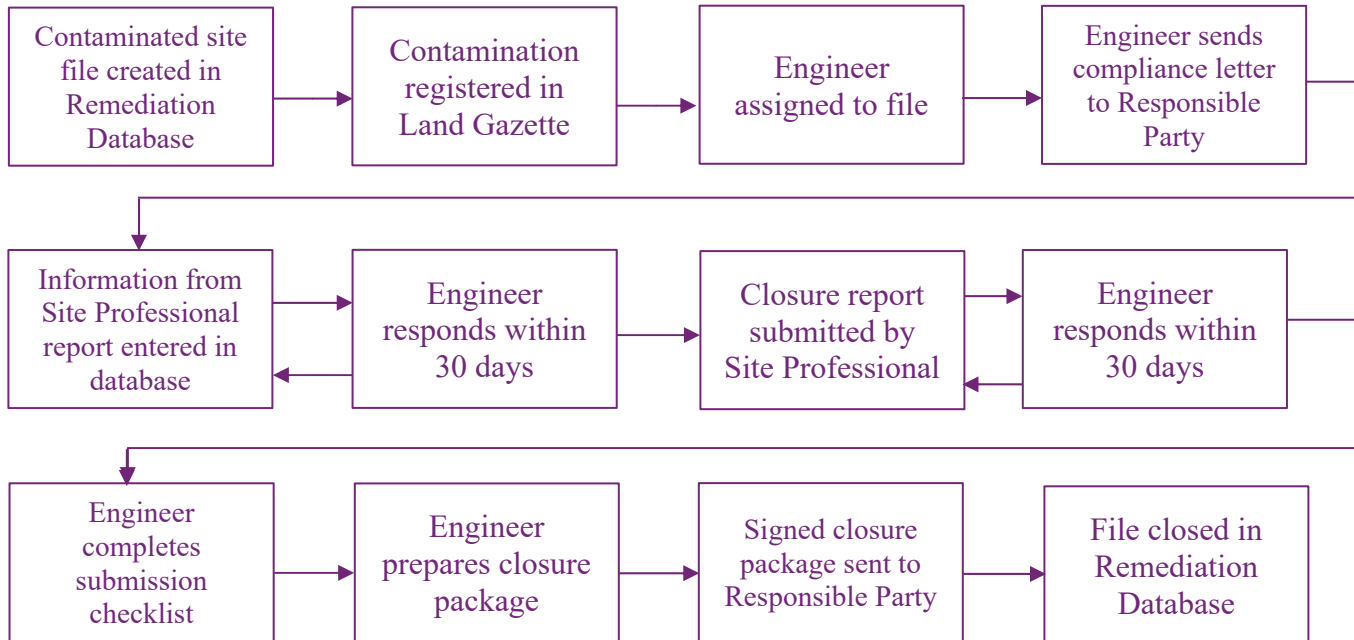 Contaminated site
file created in
Remediation
Database
Contamination
registered in
Land Gazette
Engineer
assigned to file
Engineer sends
compliance letter
to Responsible
Party
Information from
Site Professional
report entered in
database
Engineer
responds within
30 days
Closure report
submitted by
Site Professional
Engineer
responds within
30 days
Engineer
completes
submission
checklist
Engineer
prepares closure
package
Signed closure
package sent to
Responsible Party
File closed in
Remediation
Database